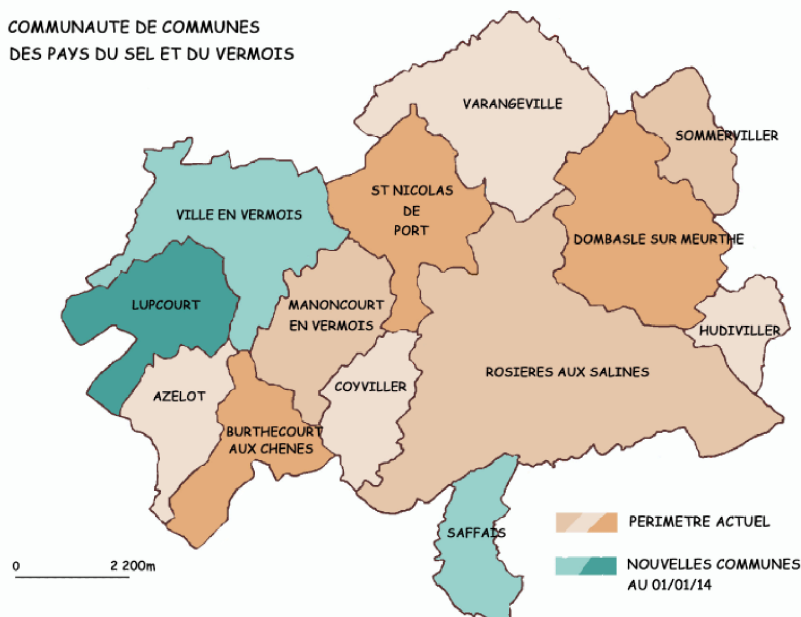 COMMUNAUTE DE COMMUNES
DES PAYS DU SEL ET DU VERMOIS
VARANGEVILLE
SOMMERVILLER
ST NICOLAS
DE
PORT
VILLE EN VERMOIS
DOMBASLE SUR MEURTHE
LUPCOURT
MANONCOURT
EN VERMOIS
HUDIVILLER
ROSIERES AUX SALINES
COYVILLER
AZELOT
BURTHECOURT
AUX CHENES
SAFFAIS
PERIMETRE ACTUEL
NOUVELLES COMMUNES
AU 01/01/14
0 2 200m